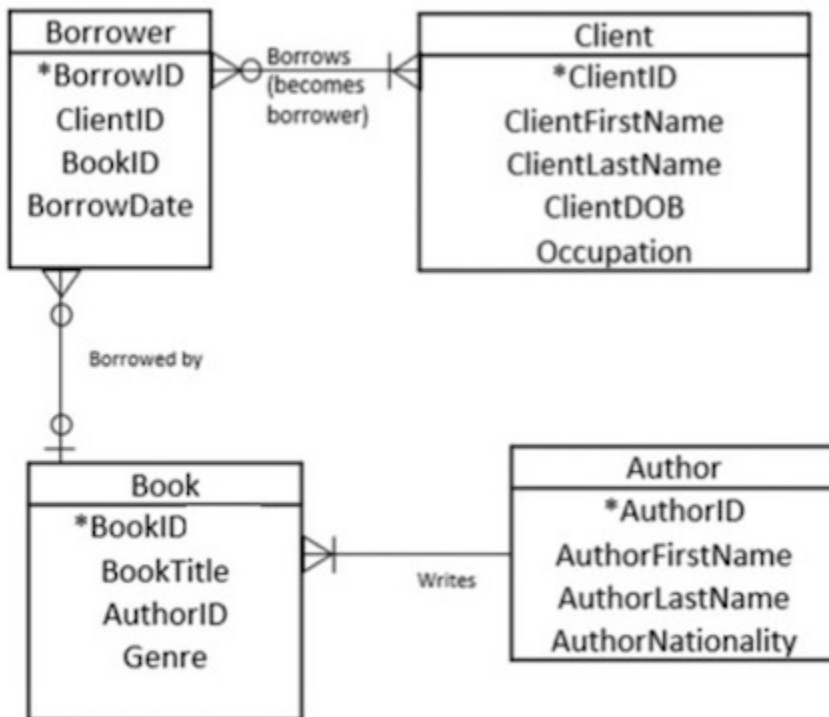 Borrower
*BorrowID
ClientID
BookID
BorrowDate
Borrows
(becomes
borrower)
Client
*ClientID
ClientFirstName
ClientLastName
ClientDOB
Occupation
Borrowed by
Book
*BookID
BookTitle
AuthorID
Genre
Writes
Author
*AuthorID
AuthorFirstName
AuthorLastName
AuthorNationality